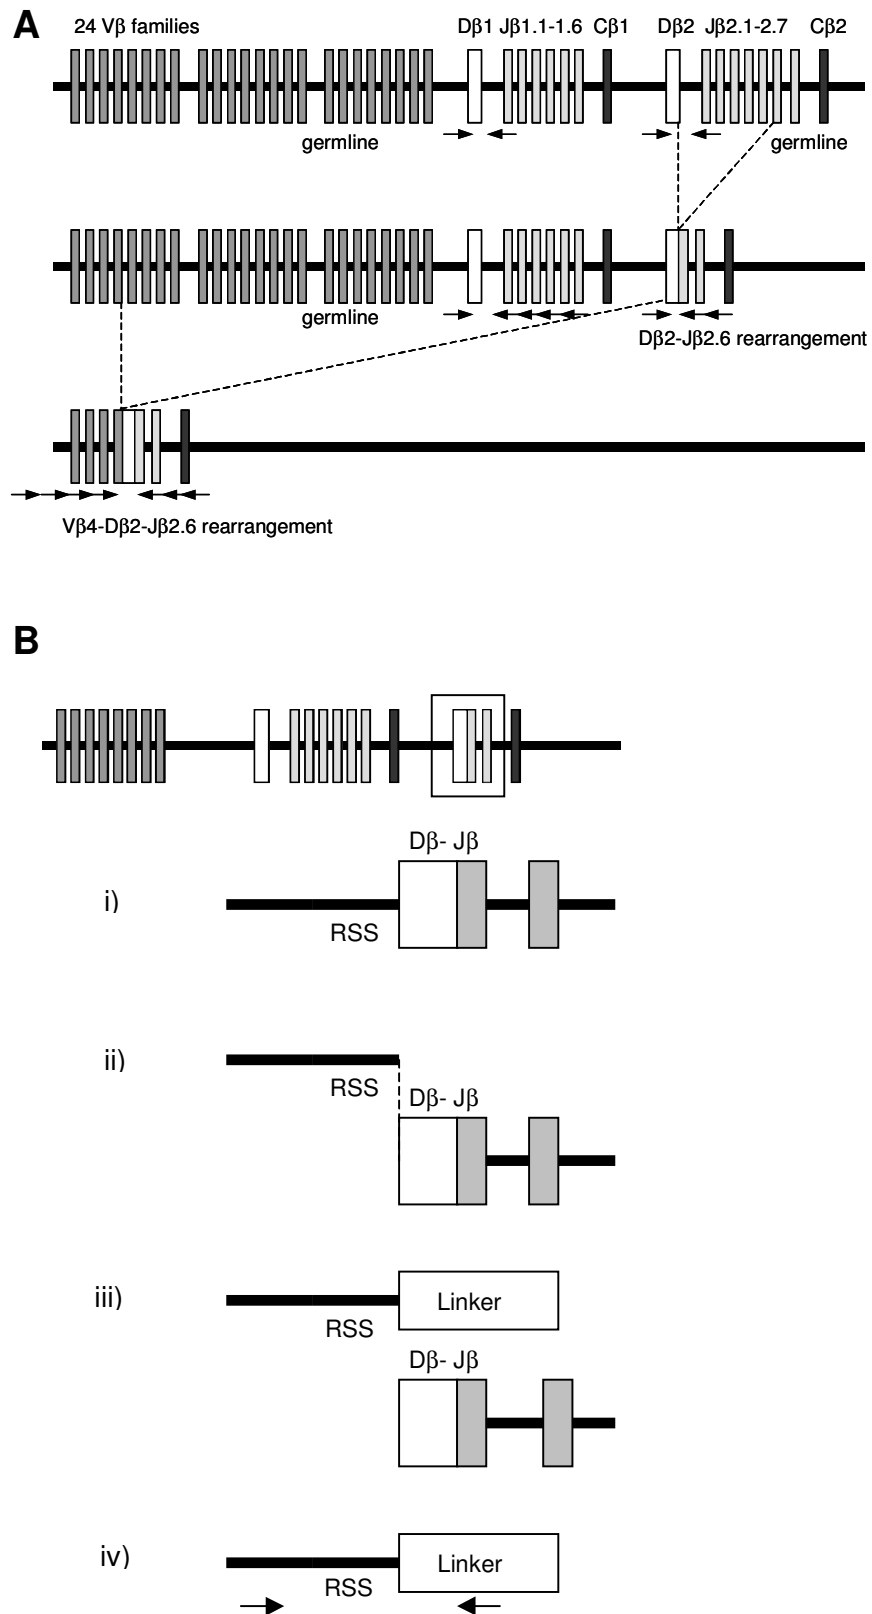 A
24 Vβ families Dβ1 Jβ1.1-1.6 Cβ1 Dβ2 Jβ2.1-2.7 Cβ2
germline germline
germline
Dβ2-Jβ2.6 rearrangement
Vβ4-Dβ2-Jβ2.6 rearrangement
B
Dβ- Jβ
i)
RSS
ii)
RSS
Dβ- Jβ
iii)
Linker
RSS
Dβ- Jβ
iv)
Linker
RSS